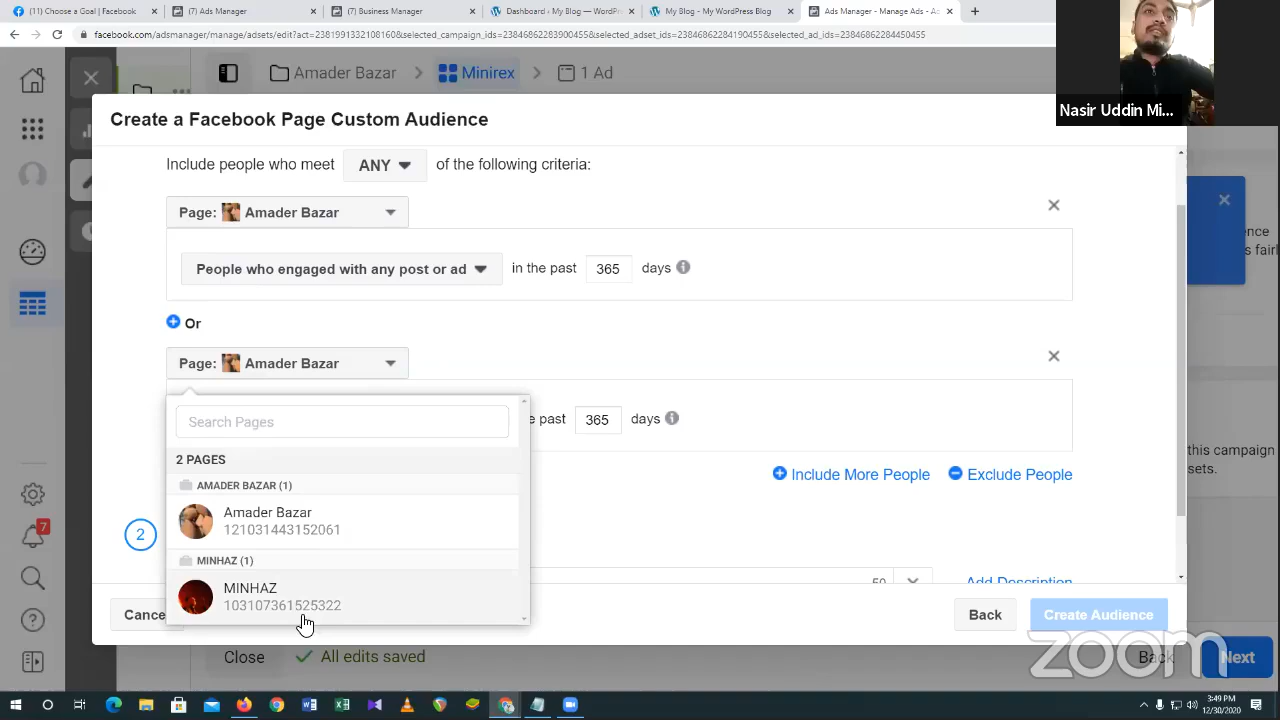 (11) Facebook
(7) Ads Manager
(7) Business Manager
Dashboard ‹ My Blog — WordPr
My Blog - My WordPress Blog
Ads Manager - Manage Ads - A
facebook.com/adsmanager/manage/adsets/edit?act=2381991332108160&selected_campaign_ids=23846862283900455&selected_adset_ids=23846862284190455&selected_ad_ids=23846862284450455
Amader Bazar
Minirex
1 Ad
Nasir Uddin Mi...
Create a Facebook Page Custom Audience
Include people who meet ANY of the following criteria:
Page: Amader Bazar
People who engaged with any post or ad in the past 365 days
ence
s fairl
Or
Page: Amader Bazar
Search Pages
e past 365 days
2 PAGES
this campaign
sets.
Include More People
Exclude People
AMADER BAZAR (1)
Amader Bazar
121031443152061
2
7
MINHAZ (1)
MINHAZ
103107361525322
50
Add Description
Cance
Back
Create Audience
zoom
Close
All edits saved
Back
Next
3:49 PM
12/30/2020